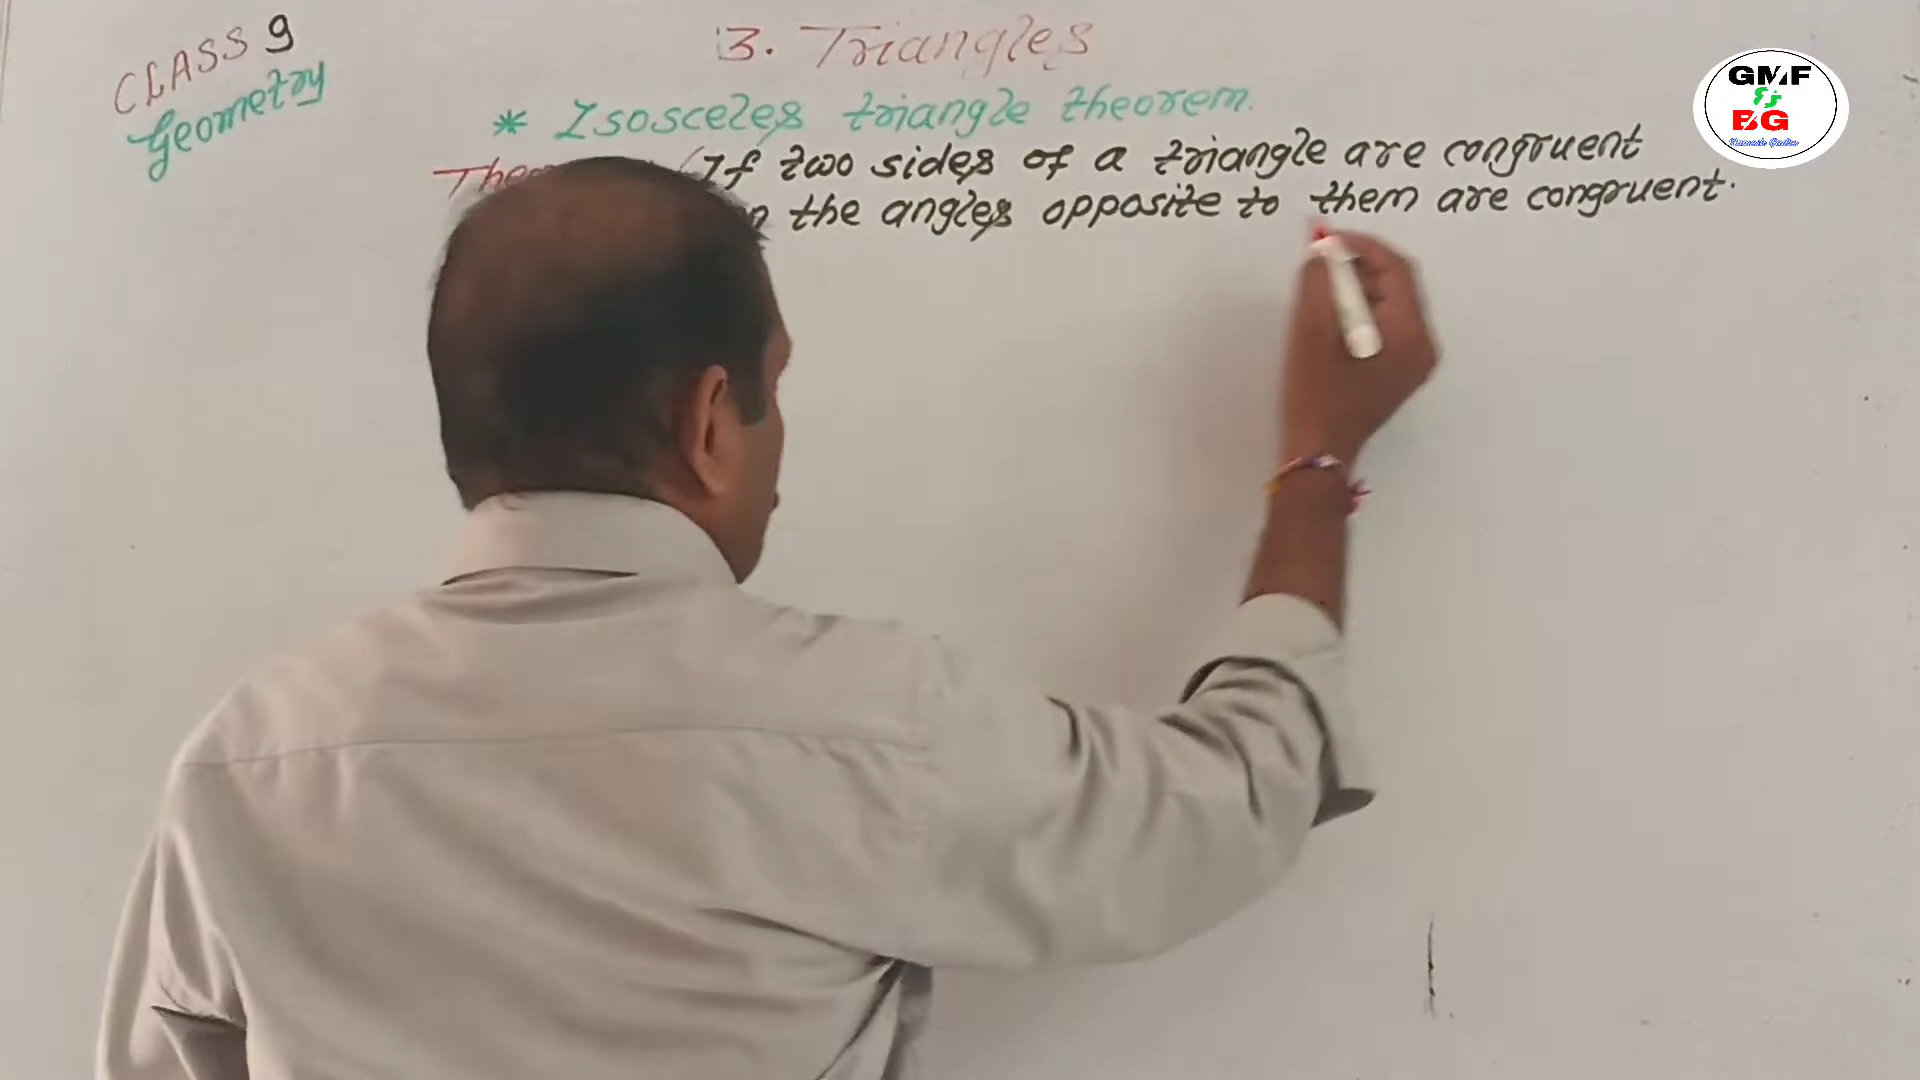 CLASS 9
Geometry
3. Triangles
* Isosceles triangle theorem.
If two sides of a triangle are congruent
the angles opposite to them are congruent.
GMF
BG